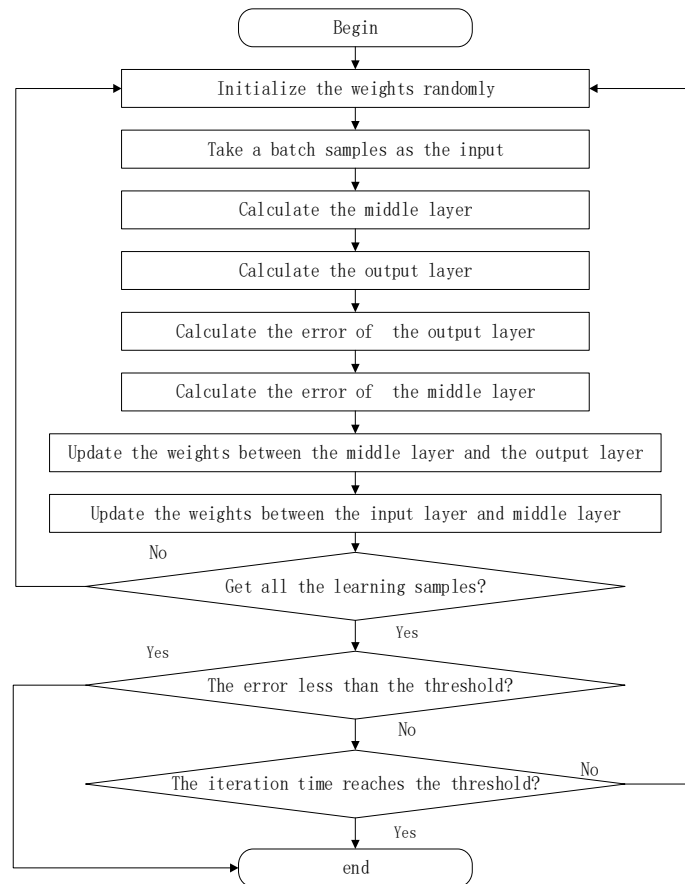 Begin
Initialize the weights randomly
Take a batch samples as the input
Calculate the middle layer
Calculate the output layer
Calculate the error of the output layer
Calculate the error of the middle layer
Update the weights between the middle layer and the output layer
Update the weights between the input layer and middle layer
No
Get all the learning samples?
Yes
Yes
The error less than the threshold?
No
The iteration time reaches the threshold?
No
Yes
end